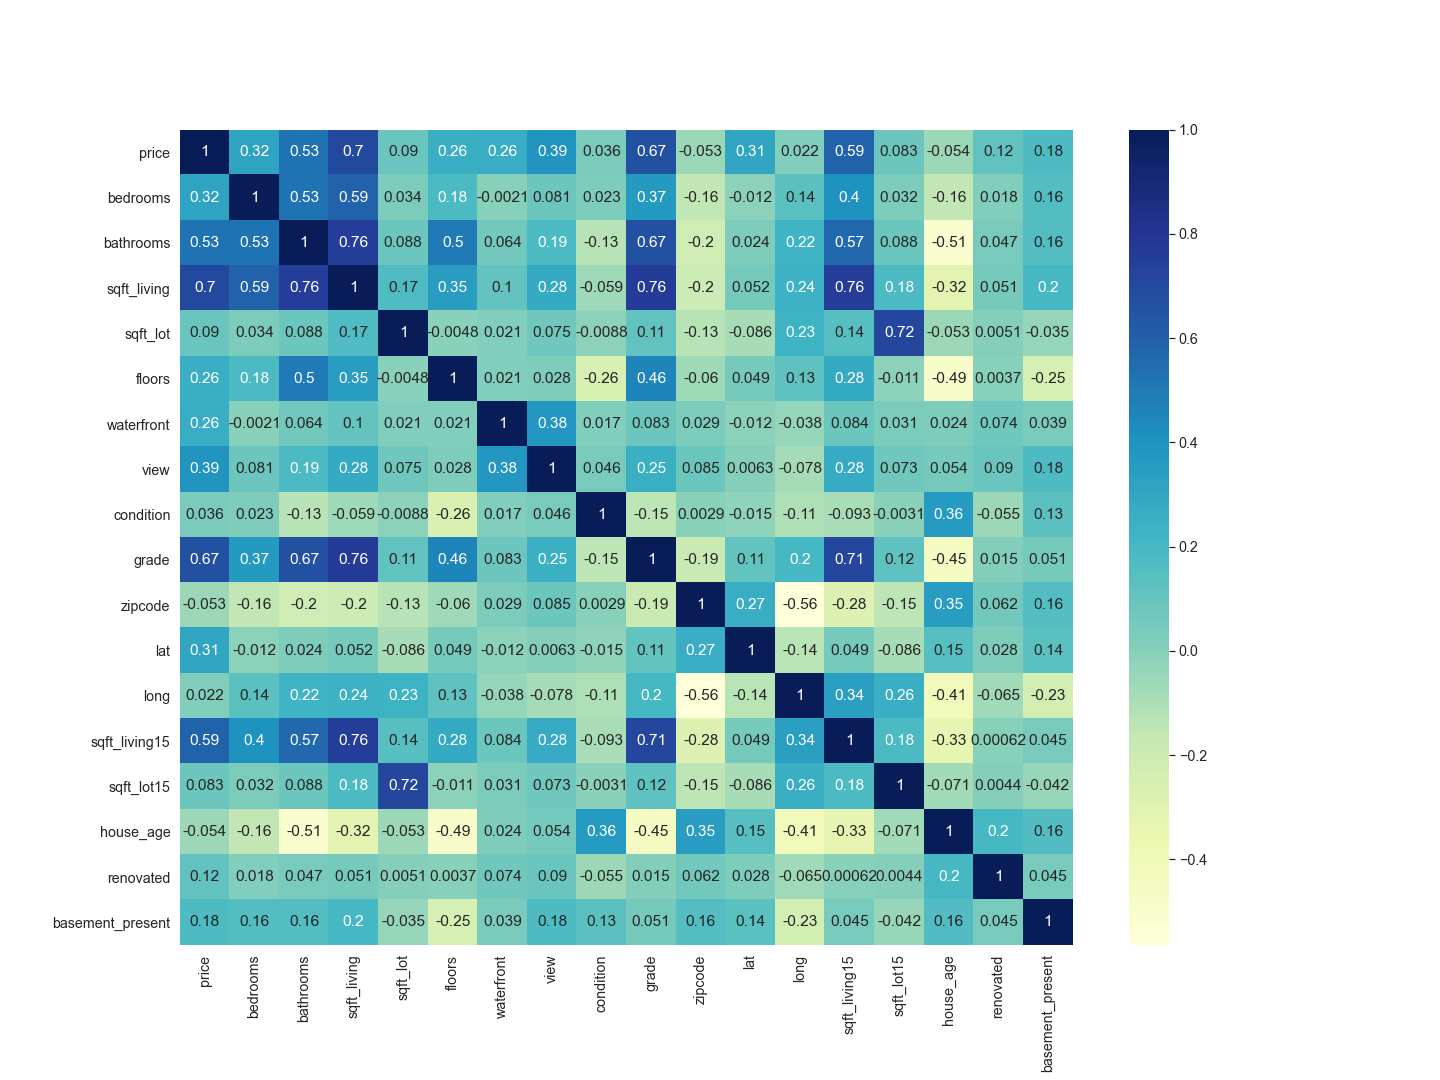 price 1 0.32 0.53 0.7 0.09 0.26 0.26 0.39 0.036 0.67 -0.053 0.31 0.022 0.59 0.083 -0.054 0.12 0.18
bedrooms 0.32 1 0.53 0.59 0.034 0.18 -0.0021 0.081 0.023 0.37 -0.16 -0.012 0.14 0.4 0.032 -0.16 0.018 0.16
bathrooms 0.53 0.53 1 0.76 0.088 0.5 0.064 0.19 -0.13 0.67 -0.2 0.024 0.22 0.57 0.088 -0.51 0.047 0.16
sqft_living 0.7 0.59 0.76 1 0.17 0.35 0.1 0.28 -0.059 0.76 -0.2 0.052 0.24 0.76 0.18 -0.32 0.051 0.2
sqft_lot 0.09 0.034 0.088 0.17 1 -0.0048 0.021 0.075 -0.0088 0.11 -0.13 -0.086 0.23 0.14 0.72 -0.053 0.0051 -0.035
floors 0.26 0.18 0.5 0.35 -0.0048 1 0.021 0.028 -0.26 0.46 -0.06 0.049 0.13 0.28 -0.011 -0.49 0.0037 -0.25
waterfront 0.26 -0.0021 0.064 0.1 0.021 0.021 1 0.38 0.017 0.083 0.029 -0.012 -0.038 0.084 0.031 0.024 0.074 0.039
view 0.39 0.081 0.19 0.28 0.075 0.028 0.38 1 0.046 0.25 0.085 0.0063 -0.078 0.28 0.073 0.054 0.09 0.18
condition 0.036 0.023 -0.13 -0.059 -0.0088 -0.26 0.017 0.046 1 -0.15 0.0029 -0.015 -0.11 -0.093 -0.0031 0.36 -0.055 0.13
grade 0.67 0.37 0.67 0.76 0.11 0.46 0.083 0.25 -0.15 1 -0.19 0.11 0.2 0.71 0.12 -0.45 0.015 0.051
zipcode -0.053 -0.16 -0.2 -0.2 -0.13 -0.06 0.029 0.085 0.0029 -0.19 1 0.27 -0.56 -0.28 -0.15 0.35 0.062 0.16
lat 0.31 -0.012 0.024 0.052 -0.086 0.049 -0.012 0.0063 -0.015 0.11 0.27 1 -0.14 0.049 -0.086 0.15 0.028 0.14
long 0.022 0.14 0.22 0.24 0.23 0.13 -0.038 -0.078 -0.11 0.2 -0.56 -0.14 1 0.34 0.26 -0.41 -0.065 -0.23
sqft_living15 0.59 0.4 0.57 0.76 0.14 0.28 0.084 0.28 -0.093 0.71 -0.28 0.049 0.34 1 0.18 -0.33 0.00062 0.045
sqft_lot15 0.083 0.032 0.088 0.18 0.72 -0.011 0.031 0.073 -0.0031 0.12 -0.15 -0.086 0.26 0.18 1 -0.071 0.0044 -0.042
house_age -0.054 -0.16 -0.51 -0.32 -0.053 -0.49 0.024 0.054 0.36 -0.45 0.35 0.15 -0.41 -0.33 -0.071 1 0.2 0.16
renovated 0.12 0.018 0.047 0.051 0.0051 0.0037 0.074 0.09 -0.055 0.015 0.062 0.028 -0.065 0.00062 0.0044 0.2 1 0.045
basement_present 0.18 0.16 0.16 0.2 -0.035 -0.25 0.039 0.18 0.13 0.051 0.16 0.14 -0.23 0.045 -0.042 0.16 0.045 1
price bedrooms bathrooms sqft_living sqft_lot floors waterfront view condition grade zipcode lat long sqft_living15 sqft_lot15 house_age renovated basement_present
1.0
0.8
0.6
0.4
0.2
0.0
−0.2
−0.4